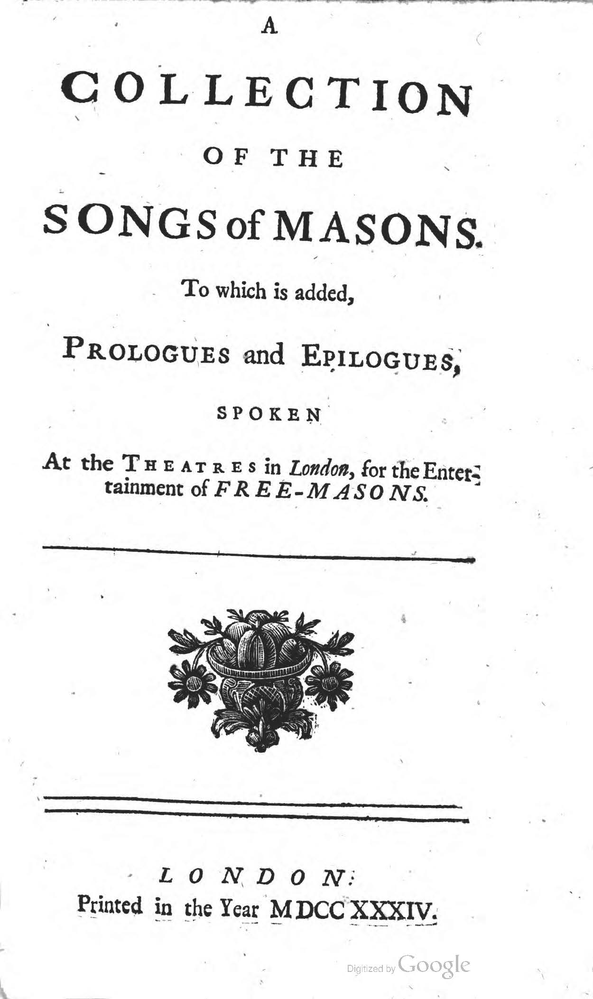 A
COLLECTION
OF THE
SONGS of MASONS.
To which is added,
PROLOGUES and EPILOGUES,
SPOKEN
At the THEATRES in London, for the Enter-
tainment of FREE-MASONS.
LONDON:
Printed in the Year MDCCXXXIV.
Digitized by Google